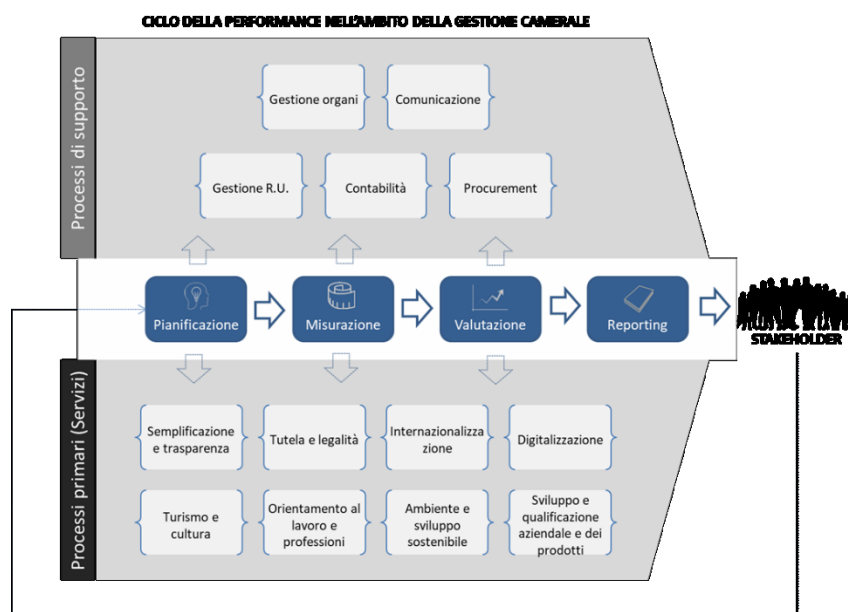 CICLO DELLA PERFORMANCE NELL'AMBITO DELLA GESTIONE CAMERALE
Processi di supporto
Gestione organi
Comunicazione
Gestione R.U.
Contabilità
Procurement
Pianificazione
Misurazione
Valutazione
Reporting
STAKEHOLDER
Processi primari (Servizi)
Semplificazione
e trasparenza
Tutela e legalità
Internazionalizza
zione
Digitalizzazione
Turismo e
cultura
Orientamento al
lavoro e
professioni
Ambiente e
sviluppo
sostenibile
Sviluppo e
qualificazione
aziendale e dei
prodotti